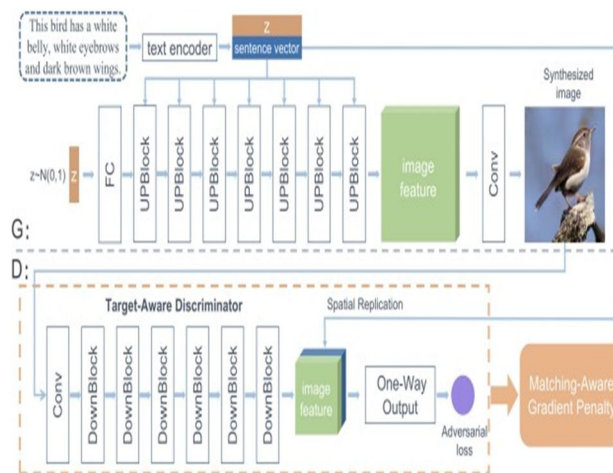 This bird has a white
belly, white eyebrows
and dark brown wings.
text encoder
z
sentence vector
Synthesized
image
z~N(0,1)
z
FC
UPBlock
UPBlock
UPBlock
UPBlock
UPBlock
UPBlock
UPBlock
image
feature
Conv
G:
D:
Target-Aware Discriminator
Spatial Replication
Conv
DownBlock
DownBlock
DownBlock
DownBlock
DownBlock
DownBlock
image
feature
One-Way
Output
Adversarial
loss
Matching-Aware
Gradient Penalty